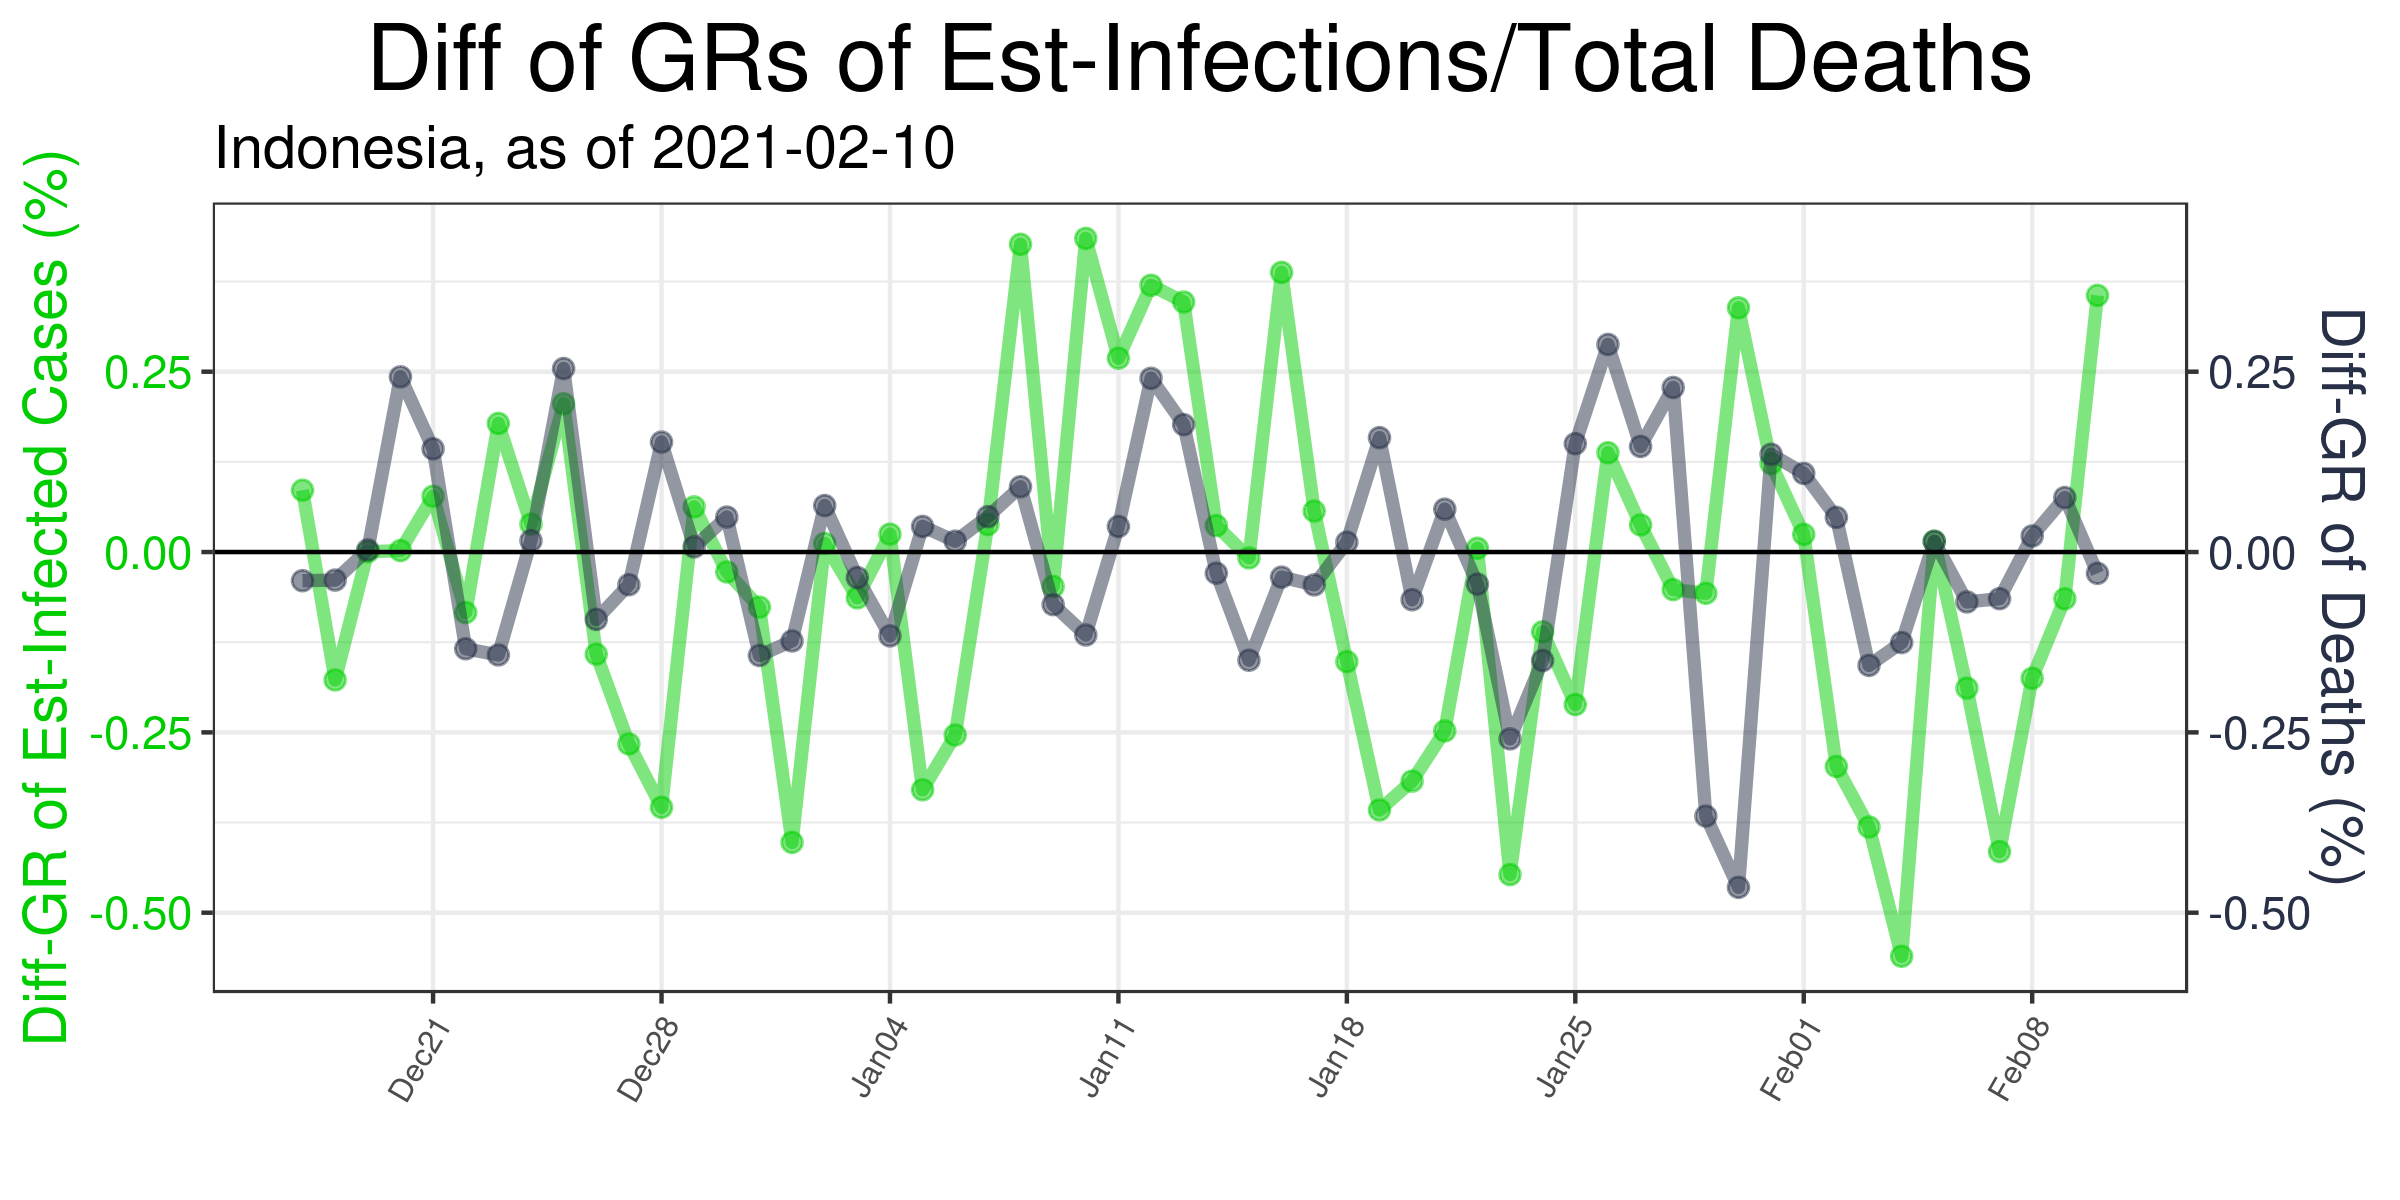 Diff of GRs of Est-Infections/Total Deaths
Indonesia, as of 2021-02-10
Diff-GR of Est-Infected Cases (%)
0.25
0.00
-0.25
-0.50
0.25
0.00
-0.25
-0.50
Diff-GR of Deaths (%)
Dec21
Dec28
Jan04
Jan11
Jan18
Jan25
Feb01
Feb08